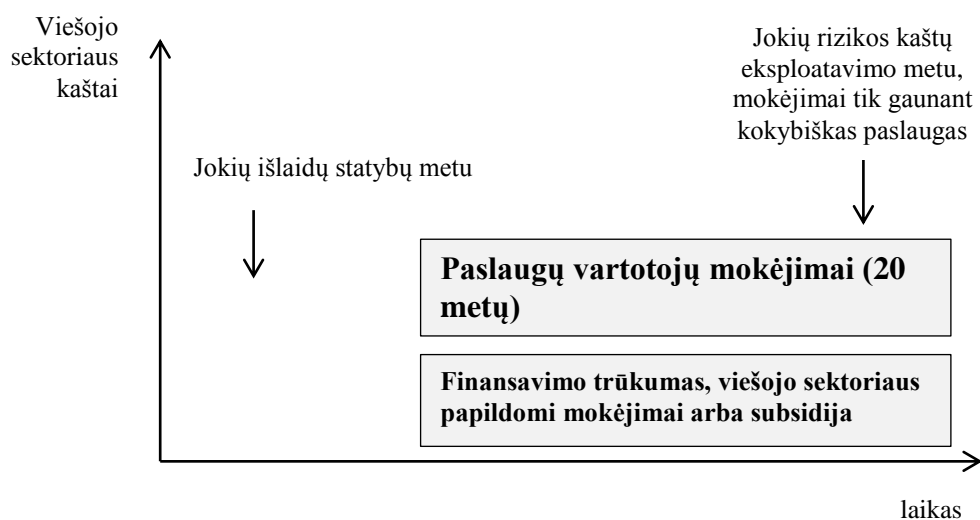 Viešojo
sektoriaus
kaštai
Jokių rizikos kaštų
eksploatavimo metu,
mokėjimai tik gaunant
kokybiškas paslaugas
Jokių išlaidų statybų metu
Paslaugų vartotojų mokėjimai (20
metų)
Finansavimo trūkumas, viešojo sektoriaus
papildomi mokėjimai arba subsidija
laikas